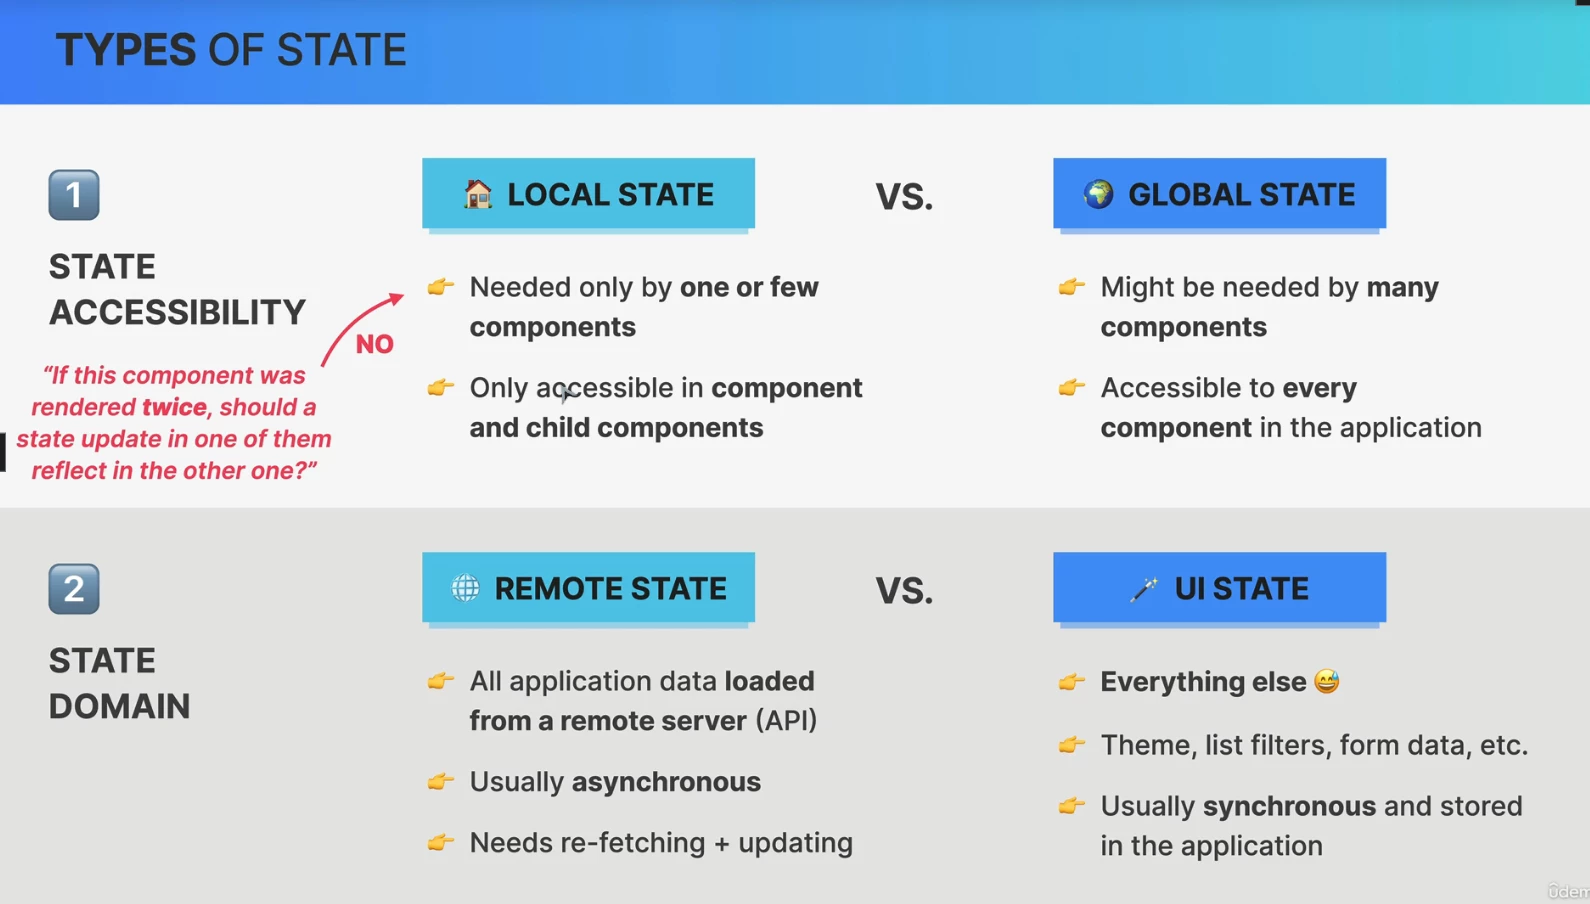 TYPES OF STATE
1
STATE
ACCESSIBILITY
“If this component was
rendered twice, should a
state update in one of them
reflect in the other one?”
NO
LOCAL STATE
Needed only by one or few
components
Only accessible in component
and child components
VS.
GLOBAL STATE
Might be needed by many
components
Accessible to every
component in the application
2
STATE
DOMAIN
REMOTE STATE
All application data loaded
from a remote server (API)
Usually asynchronous
Needs re-fetching + updating
VS.
UI STATE
Everything else
Theme, list filters, form data, etc.
Usually synchronous and stored
in the application
ûdem